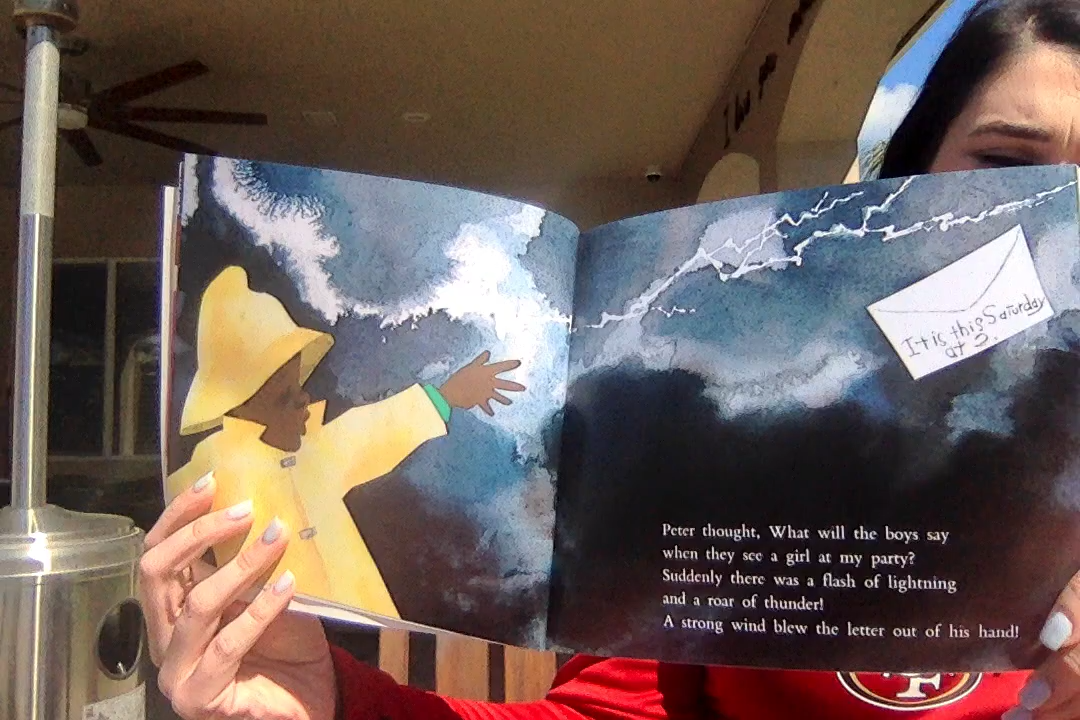 It is this Saturday
at 2.
Peter thought, What will the boys say
when they see a girl at my party?
Suddenly there was a flash of lightning
and a roar of thunder!
A strong wind blew the letter out of his hand!
SF